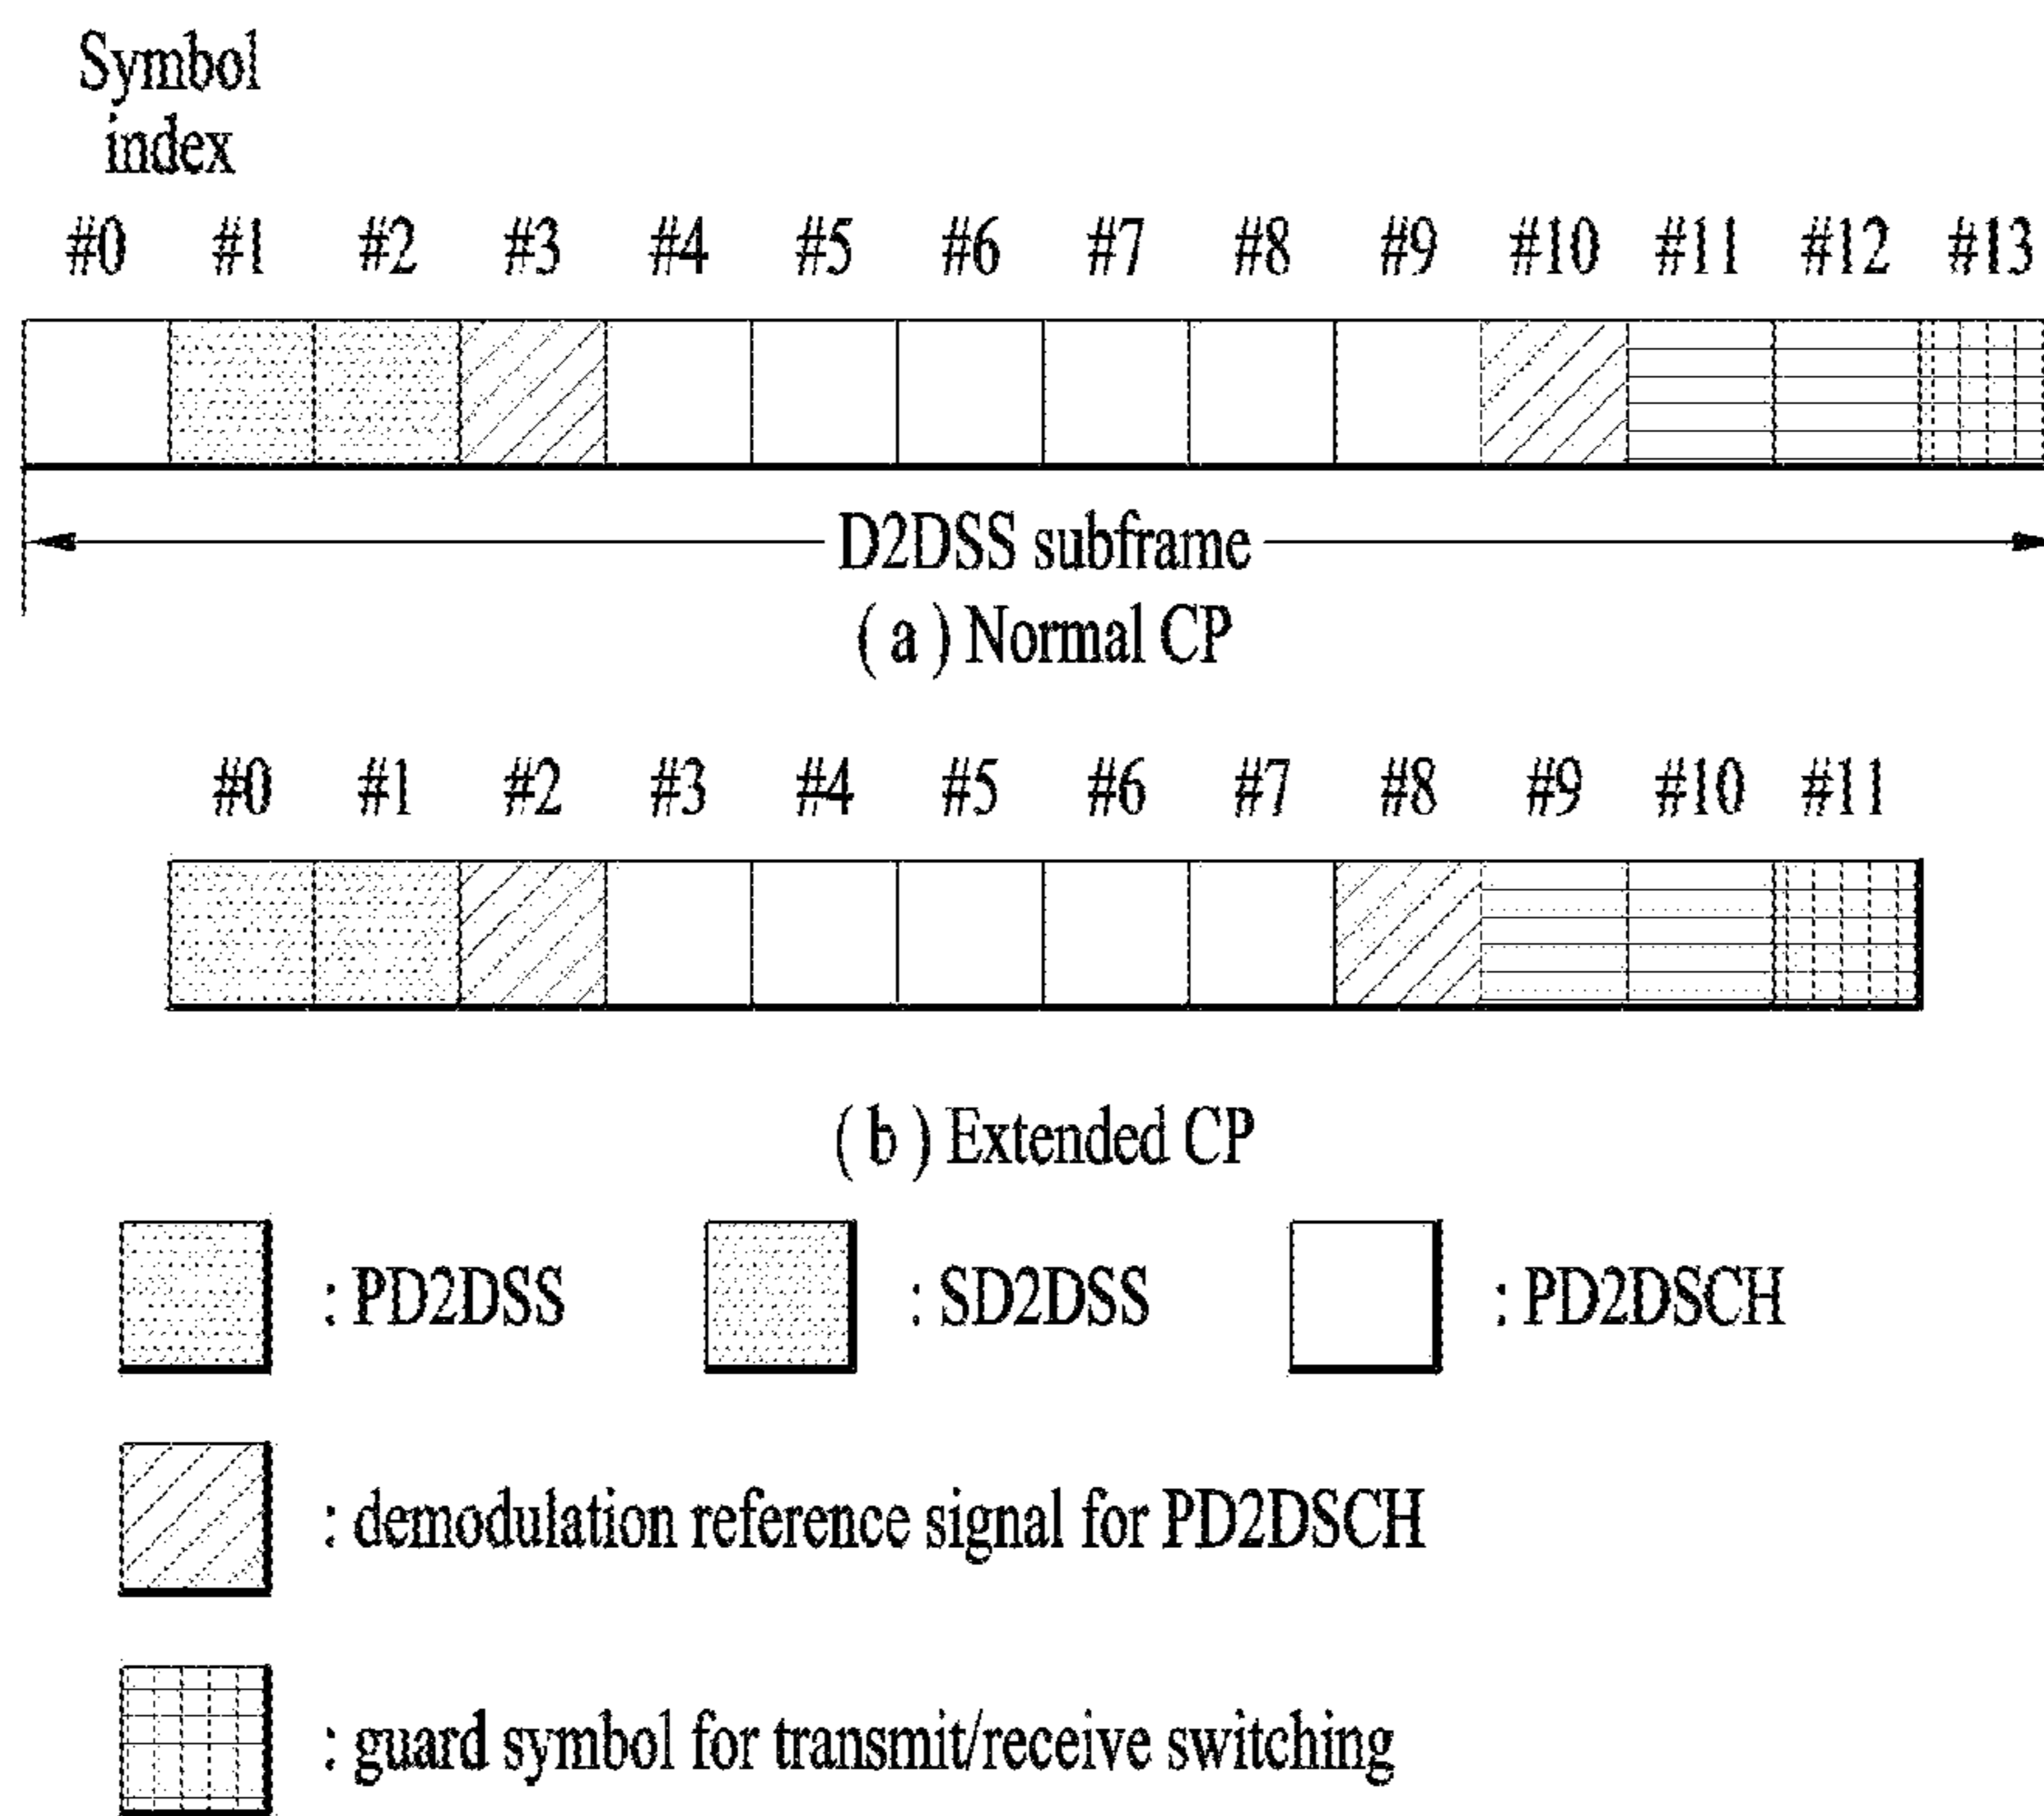 Symbol
index
#0 #1 #2 #3 #4 #5 #6 #7 #8 #9 #10 #11 #12 #13
D2DSS subframe
( a ) Normal CP
#0 #1 #2 #3 #4 #5 #6 #7 #8 #9 #10 #11
( b ) Extended CP
: PD2DSS : SD2DSS : PD2DSCH
: demodulation reference signal for PD2DSCH
: guard symbol for transmit/receive switching